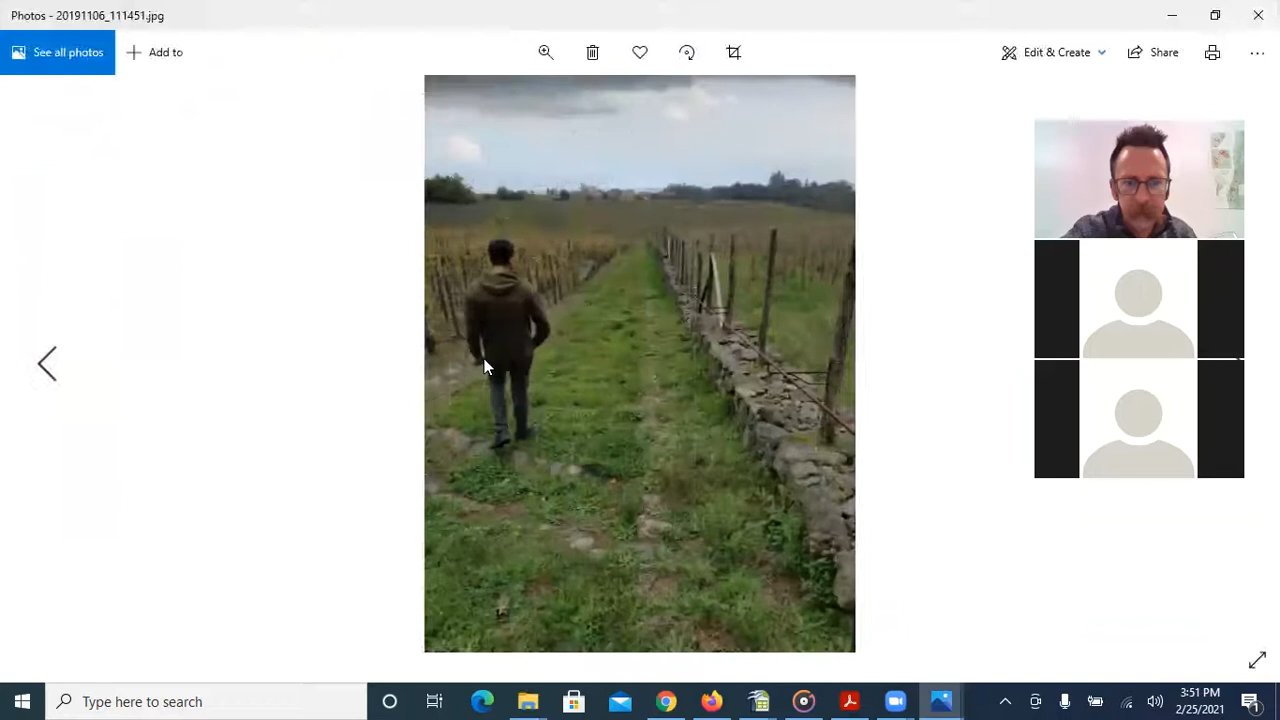 Photos - 20191106_111451.jpg
See all photos
Add to
Edit & Create
Share
Type here to search
3:51 PM
2/25/2021
1